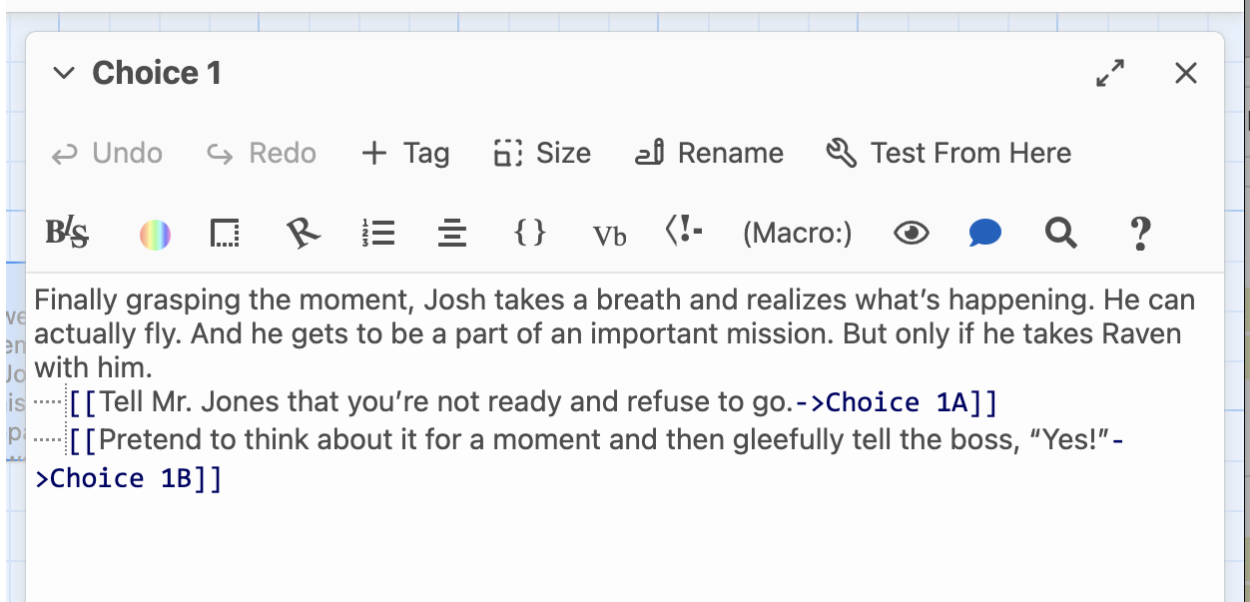 Choice 1
Undo Redo + Tag Size Rename Test From Here
BIS R { } Vb <!- (Macro:) ?
Finally grasping the moment, Josh takes a breath and realizes what’s happening. He can
actually fly. And he gets to be a part of an important mission. But only if he takes Raven
with him.
[[Tell Mr. Jones that you’re not ready and refuse to go.->Choice 1A]]
[[Pretend to think about it for a moment and then gleefully tell the boss, “Yes!”-
>Choice 1B]]